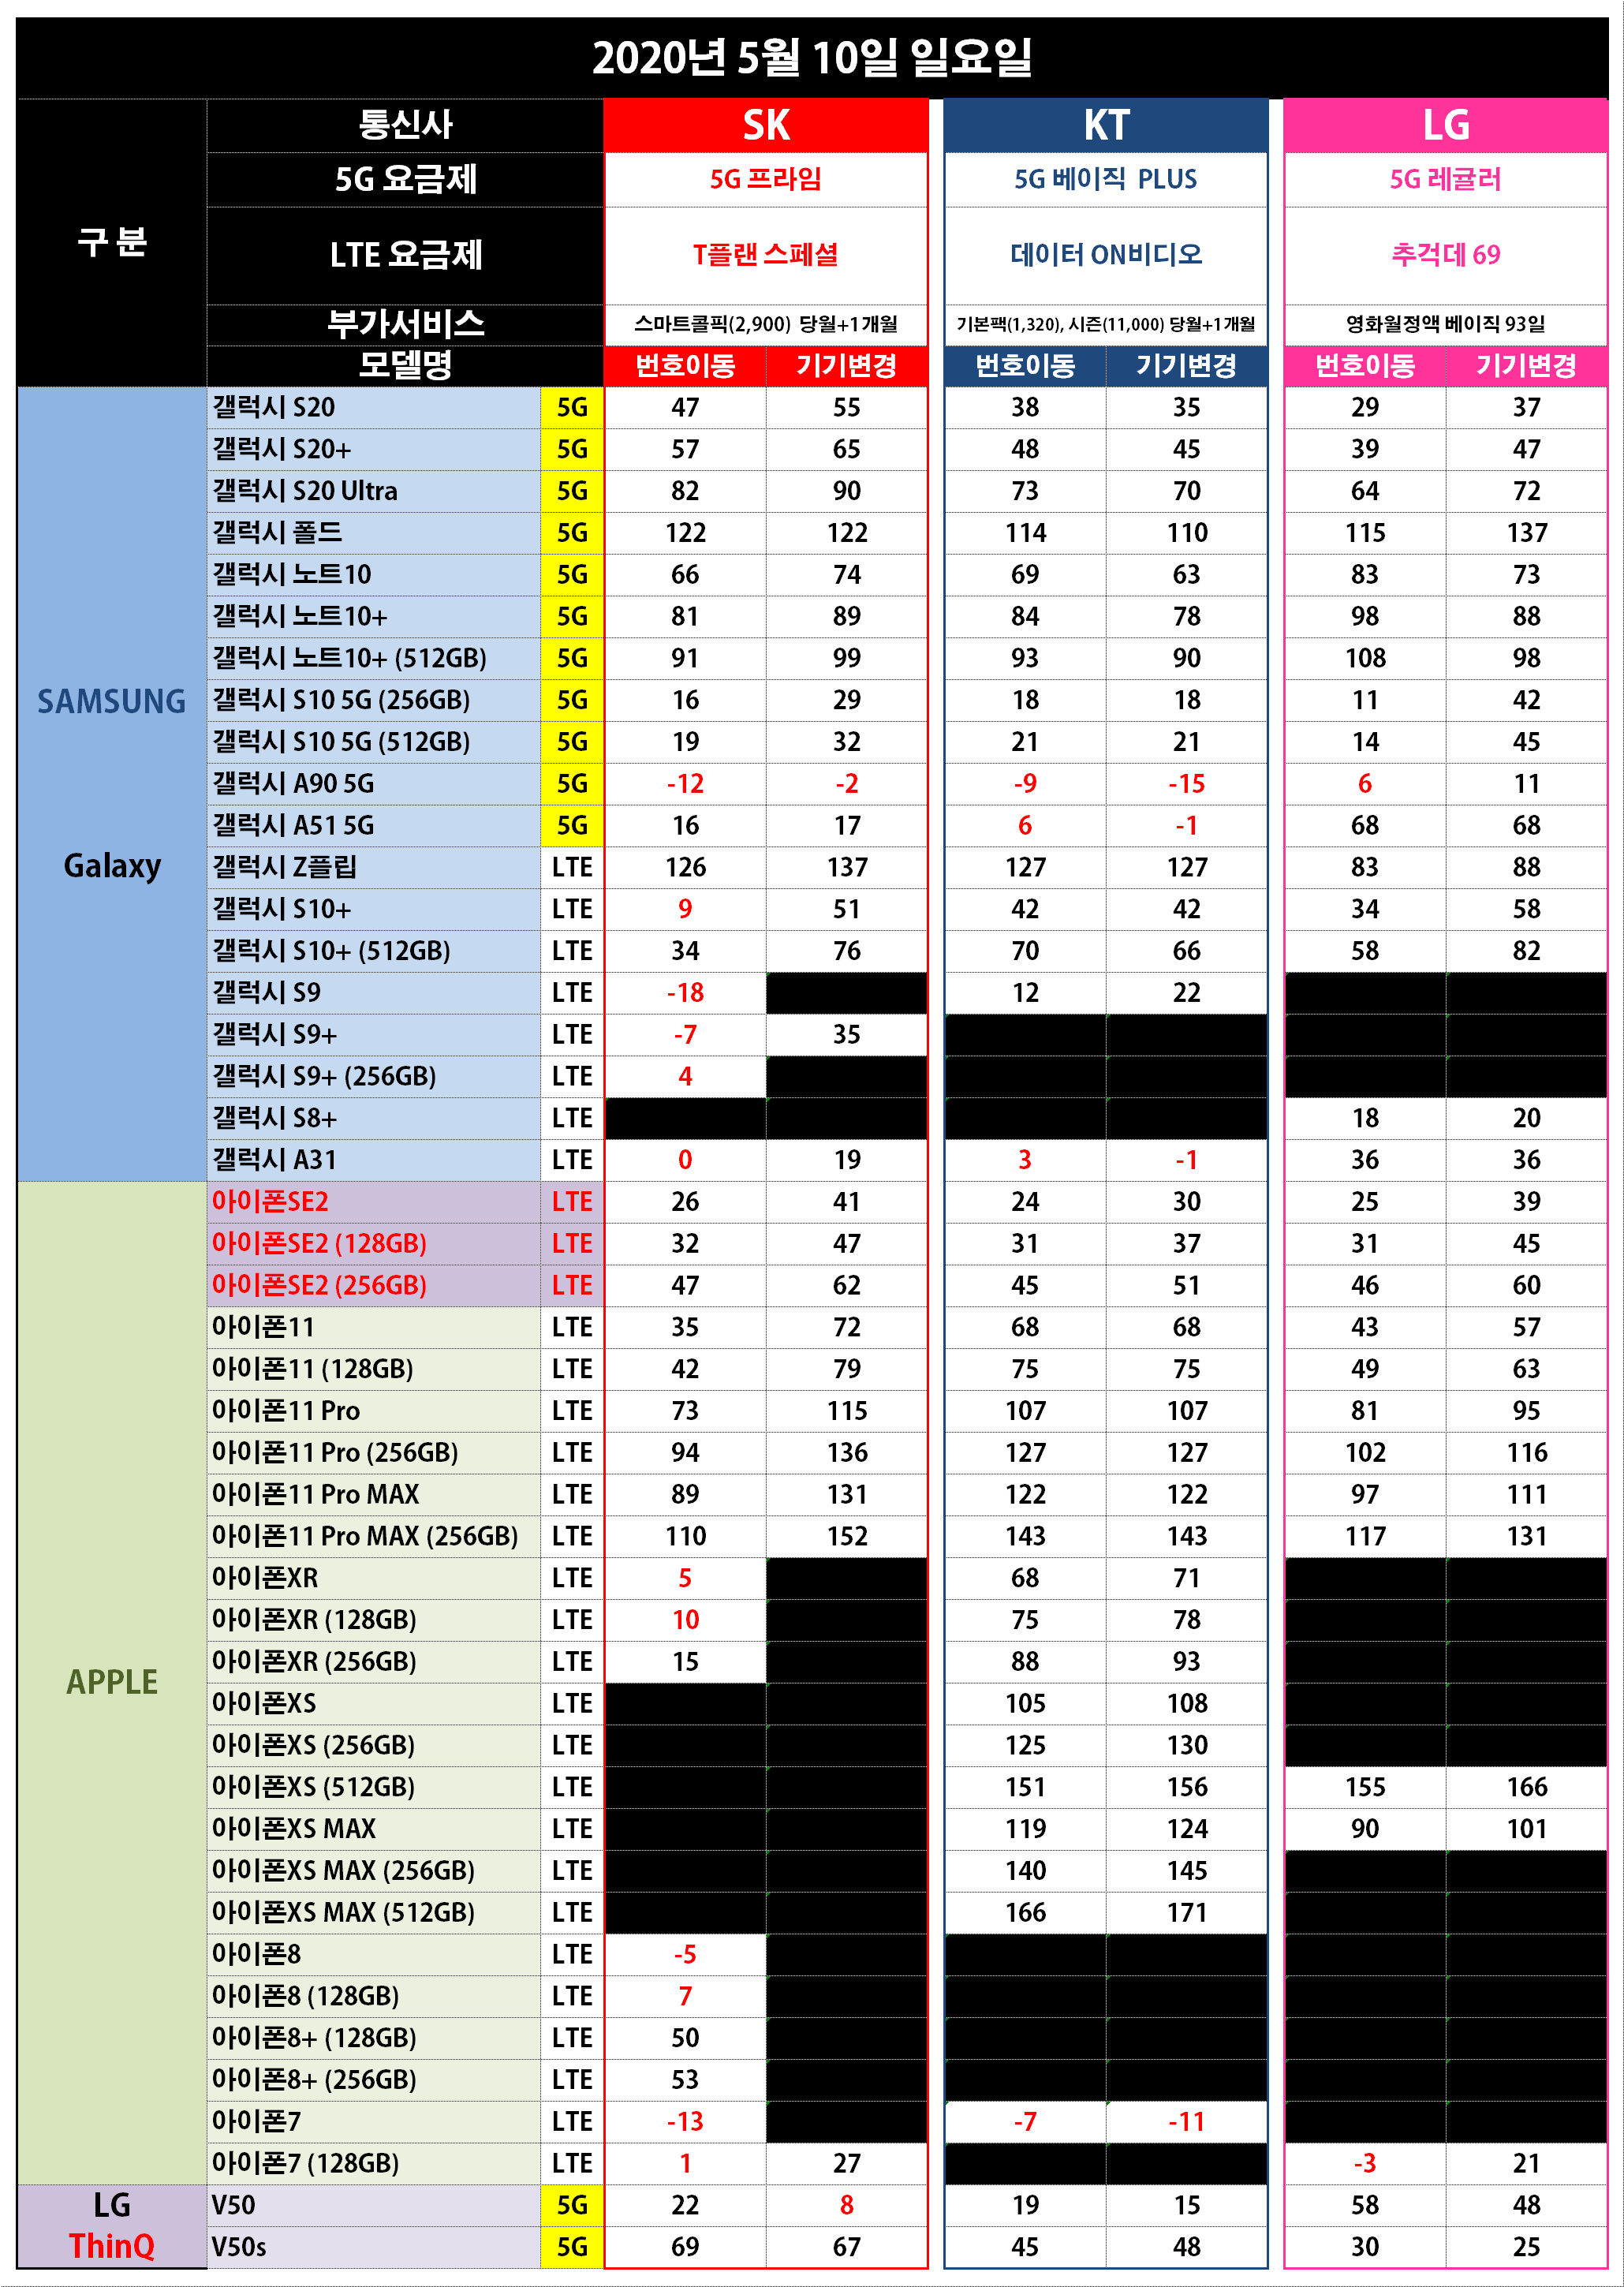 2020년 5월 10일 일요일
구 분 통신사 SK KT LG
5G 요금제 5G 프라임 5G 베이직 PLUS 5G 레귤러
LTE 요금제 T플랜 스페셜 데이터 ON비디오 추걱데 69
부가서비스 스마트콜픽(2,900) 당월+1개월 기본팩(1,320), 시즌(11,000) 당월+1개월 영화월정액 베이직 93일
모델명 번호이동 기기변경 번호이동 기기변경 번호이동 기기변경
SAMSUNG
Galaxy
갤럭시 S20 5G 47 55 38 35 29 37
갤럭시 S20+ 5G 57 65 48 45 39 47
갤럭시 S20 Ultra 5G 82 90 73 70 64 72
갤럭시 폴드 5G 122 122 114 110 115 137
갤럭시 노트10 5G 66 74 69 63 83 73
갤럭시 노트10+ 5G 81 89 84 78 98 88
갤럭시 노트10+ (512GB) 5G 91 99 93 90 108 98
갤럭시 S10 5G (256GB) 5G 16 29 18 18 11 42
갤럭시 S10 5G (512GB) 5G 19 32 21 21 14 45
갤럭시 A90 5G 5G -12 -2 -9 -15 6 11
갤럭시 A51 5G 5G 16 17 6 -1 68 68
갤럭시 Z플립 LTE 126 137 127 127 83 88
갤럭시 S10+ LTE 9 51 42 42 34 58
갤럭시 S10+ (512GB) LTE 34 76 70 66 58 82
갤럭시 S9 LTE -18 12 22
갤럭시 S9+ LTE -7 35
갤럭시 S9+ (256GB) LTE 4
갤럭시 S8+ LTE 18 20
갤럭시 A31 LTE 0 19 3 -1 36 36
APPLE
아이폰SE2 LTE 26 41 24 30 25 39
아이폰SE2 (128GB) LTE 32 47 31 37 31 45
아이폰SE2 (256GB) LTE 47 62 45 51 46 60
아이폰11 LTE 35 72 68 68 43 57
아이폰11 (128GB) LTE 42 79 75 75 49 63
아이폰11 Pro LTE 73 115 107 107 81 95
아이폰11 Pro (256GB) LTE 94 136 127 127 102 116
아이폰11 Pro MAX LTE 89 131 122 122 97 111
아이폰11 Pro MAX (256GB) LTE 110 152 143 143 117 131
아이폰XR LTE 5 68 71
아이폰XR (128GB) LTE 10 75 78
아이폰XR (256GB) LTE 15 88 93
아이폰XS LTE 105 108
아이폰XS (256GB) LTE 125 130
아이폰XS (512GB) LTE 151 156 155 166
아이폰XS MAX LTE 119 124 90 101
아이폰XS MAX (256GB) LTE 140 145
아이폰XS MAX (512GB) LTE 166 171
아이폰8 LTE -5
아이폰8 (128GB) LTE 7
아이폰8+ (128GB) LTE 50
아이폰8+ (256GB) LTE 53
아이폰7 LTE -13 -7 -11
아이폰7 (128GB) LTE 1 27 -3 21
LG V50 5G 22 8 19 15 58 48
ThinQ V50s 5G 69 67 45 48 30 25